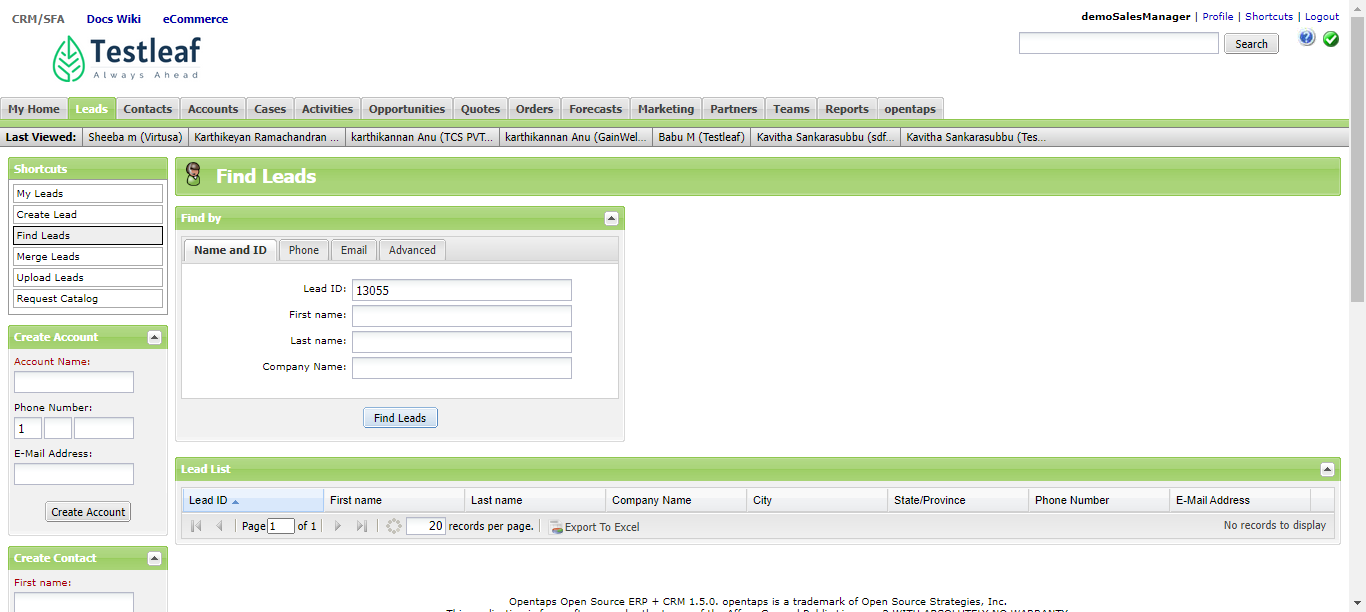 CRM/SFA Docs Wiki eCommerce
demoSalesManager | Profile | Shortcuts | Logout
Testleaf
Always Ahead
Search
?
My Home Leads Contacts Accounts Cases Activities Opportunities Quotes Orders Forecasts Marketing Partners Teams Reports opentaps
Last Viewed: Sheeba m (Virtusa) Karthikeyan Ramachandran ... karthikannan Anu (TCS PVT... karthikannan Anu (GainWel... Babu M (Testleaf) Kavitha Sankarasubbu (sdf... Kavitha Sankarasubbu (Tes...
Shortcuts
My Leads
Create Lead
Find Leads
Merge Leads
Upload Leads
Request Catalog
Create Account
Account Name:
Phone Number:
1
E-Mail Address:
Create Account
Create Contact
First name:
Find Leads
Find by
Name and ID Phone Email Advanced
Lead ID: 13055
First name:
Last name:
Company Name:
Find Leads
Lead List
Lead ID First name Last name Company Name City State/Province Phone Number E-Mail Address
Page 1 of 1 20 records per page. Export To Excel No records to display
Opentaps Open Source ERP + CRM 1.5.0. opentaps is a trademark of Open Source Strategies, Inc.